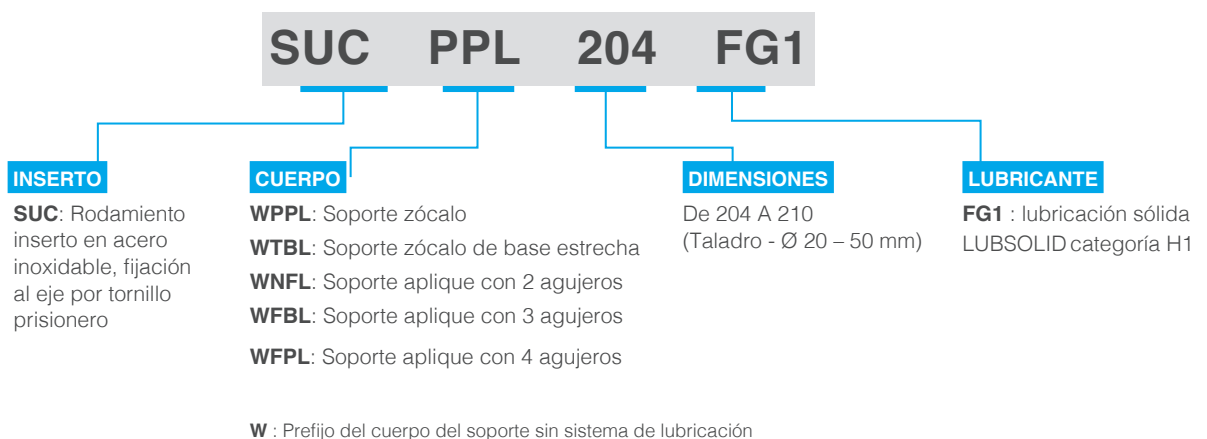 SUC PPL 204 FG1
INSERTO
SUC: Rodamiento
inserto en acero
inoxidable, fijación
al eje por tornillo
prisionero
CUERPO
WPPL: Soporte zócalo
WTBL: Soporte zócalo de base estrecha
WNFL: Soporte aplique con 2 agujeros
WFBL: Soporte aplique con 3 agujeros
WFPL: Soporte aplique con 4 agujeros
W : Prefijo del cuerpo del soporte sin sistema de lubricación
DIMENSIONES
De 204 A 210
(Taladro - Ø 20 – 50 mm)
LUBRICANTE
FG1 : lubricación sólida
LUBSOLID categoría H1